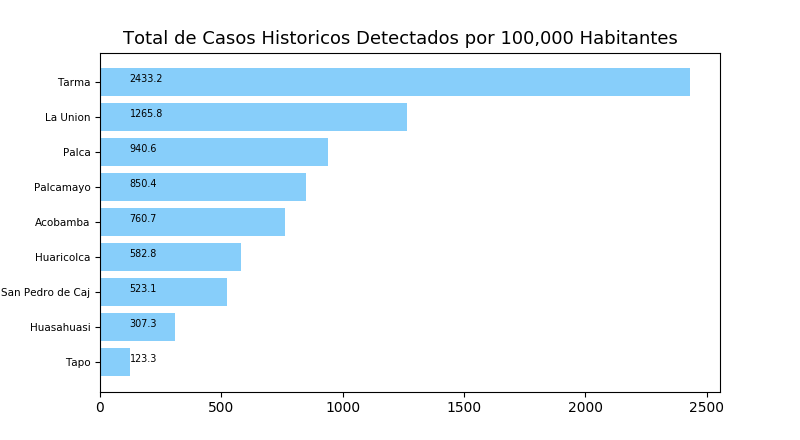 Total de Casos Historicos Detectados por 100,000 Habitantes
Tarma 2433.2
La Union 1265.8
Palca 940.6
Palcamayo 850.4
Acobamba 760.7
Huaricolca 582.8
San Pedro de Caj 523.1
Huasahuasi 307.3
Tapo 123.3
0 500 1000 1500 2000 2500